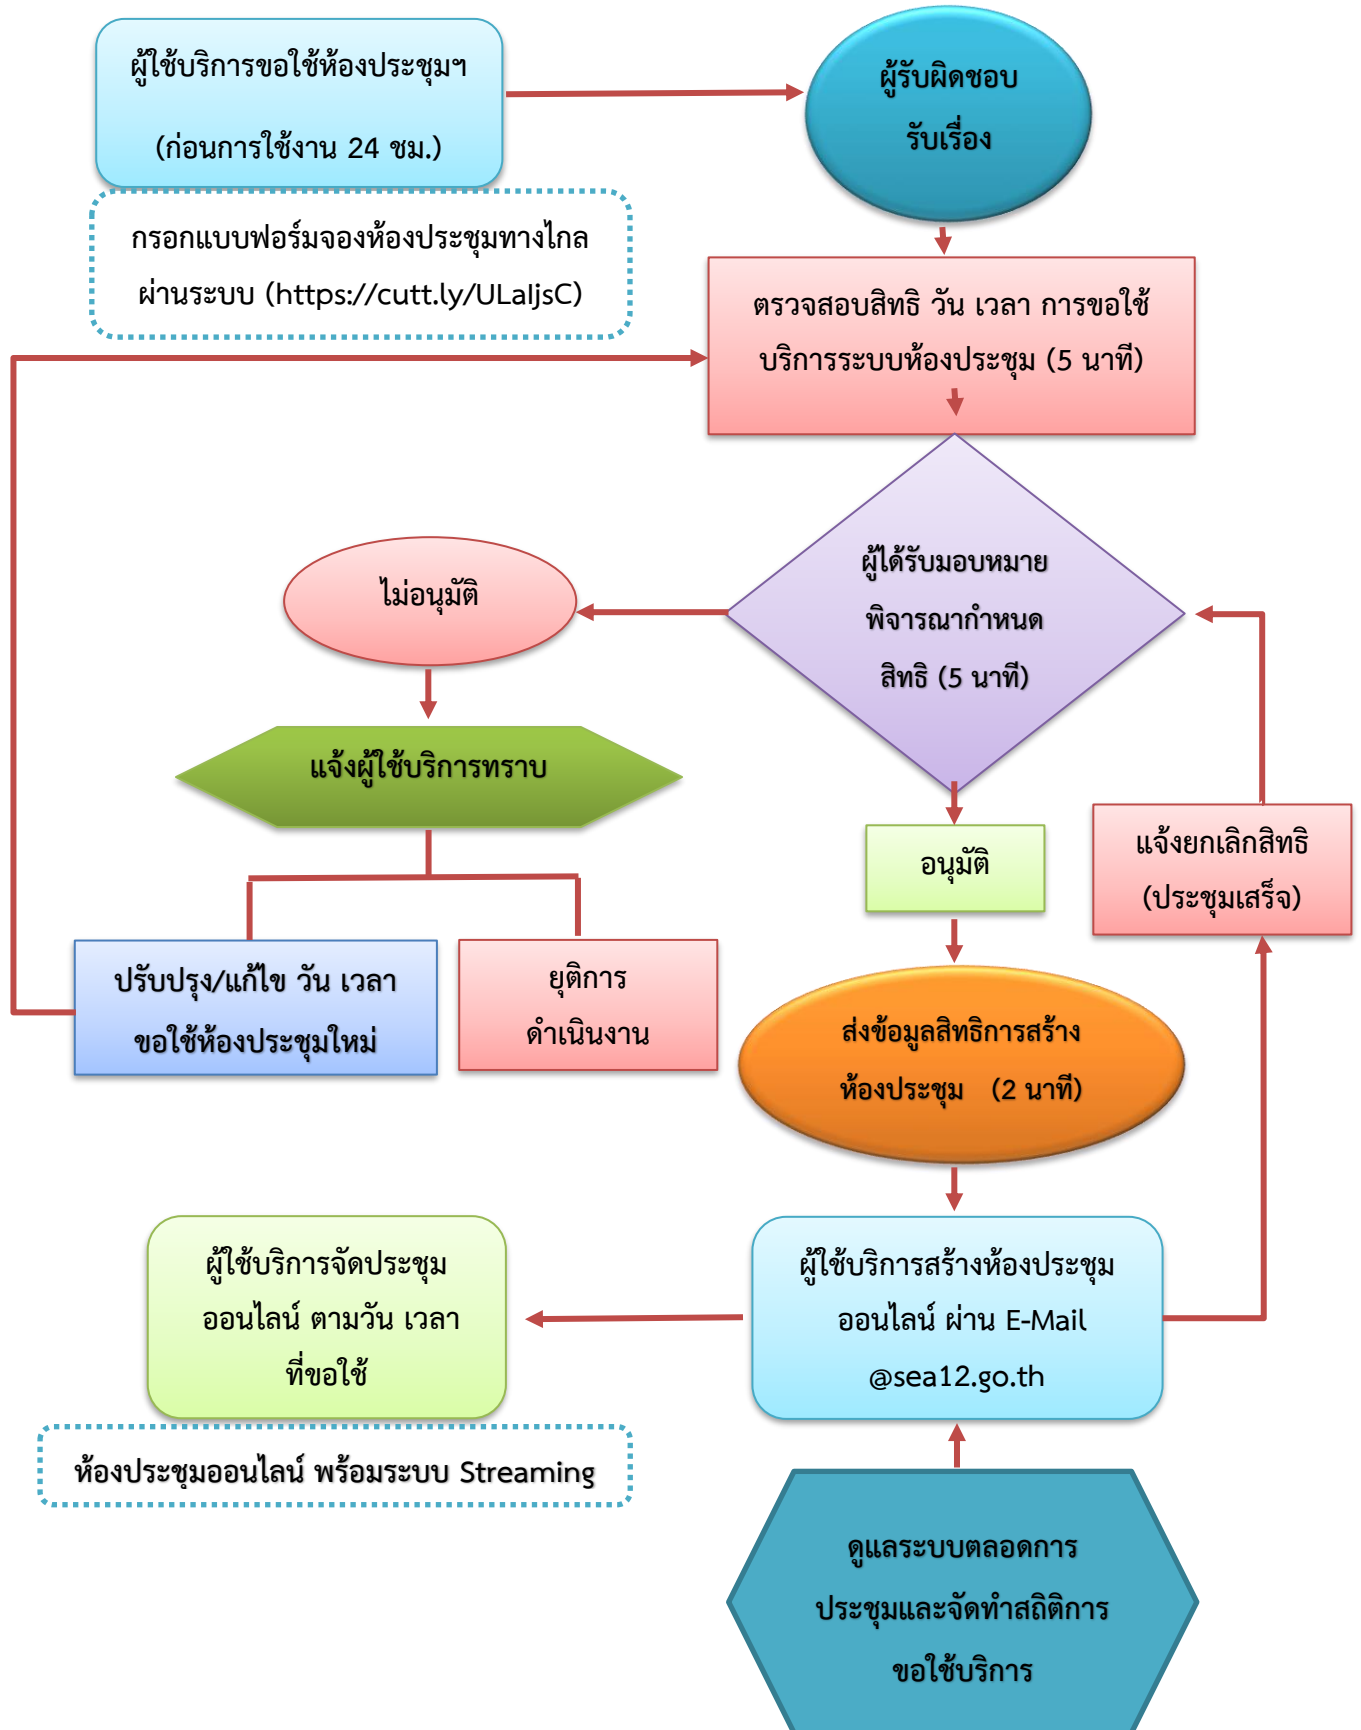 ผู้ใช้บริการขอใช้ห้องประชุมฯ
(ก่อนการใช้งาน 24 ชม.)
ผู้รับผิดชอบ
รับเรื่อง
กรอกแบบฟอร์มจองห้องประชุมทางไกล
ผ่านระบบ (https://cutt.ly/ULaIjsC)
ตรวจสอบสิทธิ วัน เวลา การขอใช้
บริการระบบห้องประชุม (5 นาที)
ผู้ได้รับมอบหมาย
พิจารณากำหนด
สิทธิ (5 นาที)
ไม่อนุมัติ
แจ้งผู้ใช้บริการทราบ
อนุมัติ
แจ้งยกเลิกสิทธิ
(ประชุมเสร็จ)
ปรับปรุง/แก้ไข วัน เวลา
ขอใช้ห้องประชุมใหม่
ยุติการ
ดำเนินงาน
ส่งข้อมูลสิทธิการสร้าง
ห้องประชุม (2 นาที)
ผู้ใช้บริการจัดประชุม
ออนไลน์ ตามวัน เวลา
ที่ขอใช้
ผู้ใช้บริการสร้างห้องประชุม
ออนไลน์ ผ่าน E-Mail
@sea12.go.th
ห้องประชุมออนไลน์ พร้อมระบบ Streaming
ดูแลระบบตลอดการ
ประชุมและจัดทำสถิติการ
ขอใช้บริการ